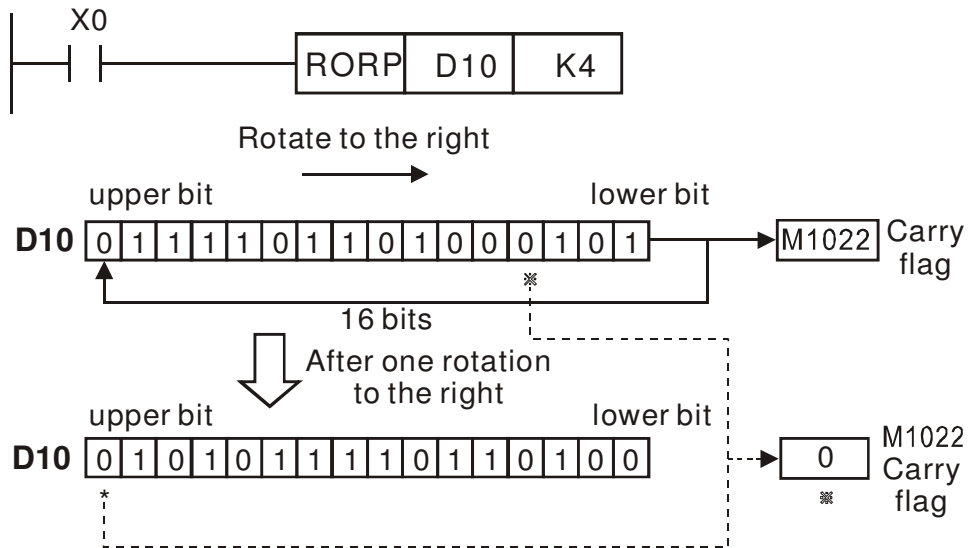 X0
RORP D10 K4
Rotate to the right
upper bit lower bit
D10 0 1 1 1 1 0 1 1 0 1 0 0 0 1 0 1 M1022 Carry
flag
※
16 bits
After one rotation
to the right
upper bit lower bit
D10 0 1 0 1 0 1 1 1 1 0 1 1 0 1 0 0 0 M1022
Carry
flag
* ※